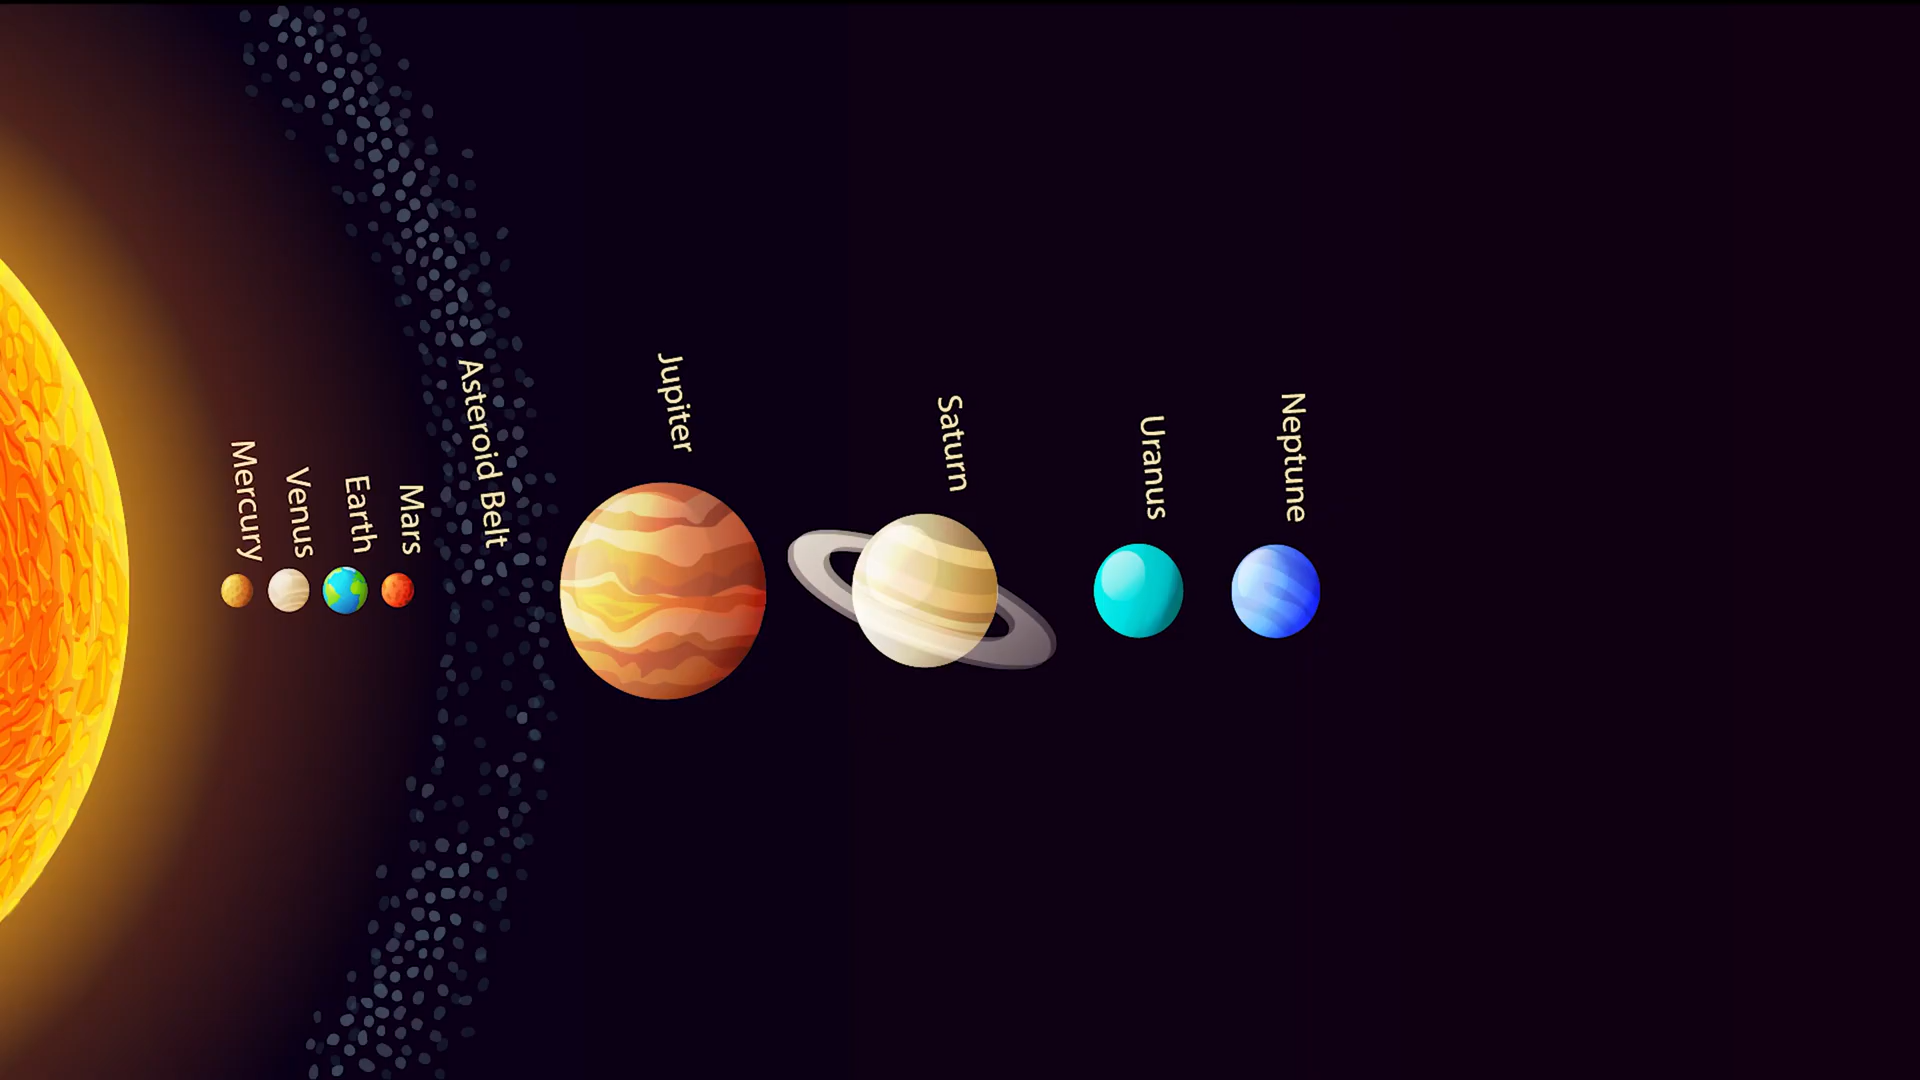 Mercury
Venus
Earth
Mars
Asteroid Belt
Jupiter
Saturn
Uranus
Neptune